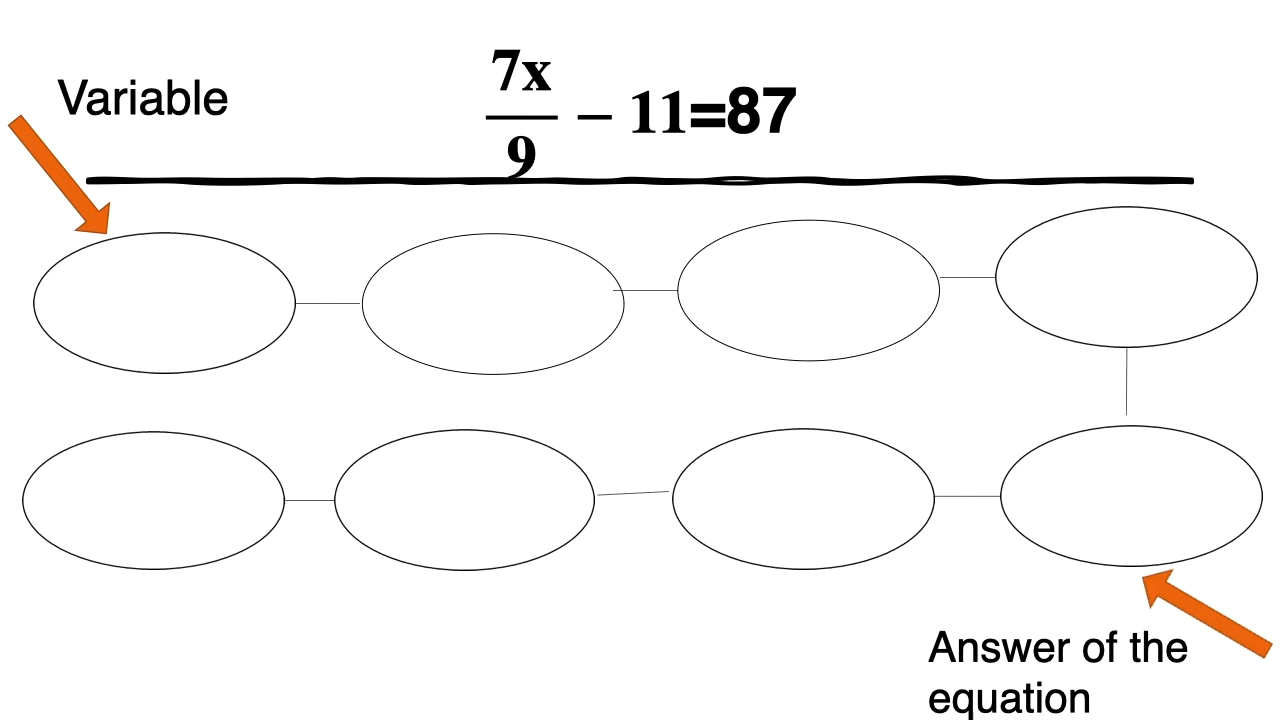 Variable
7x
9
− 11=87
Answer of the
equation